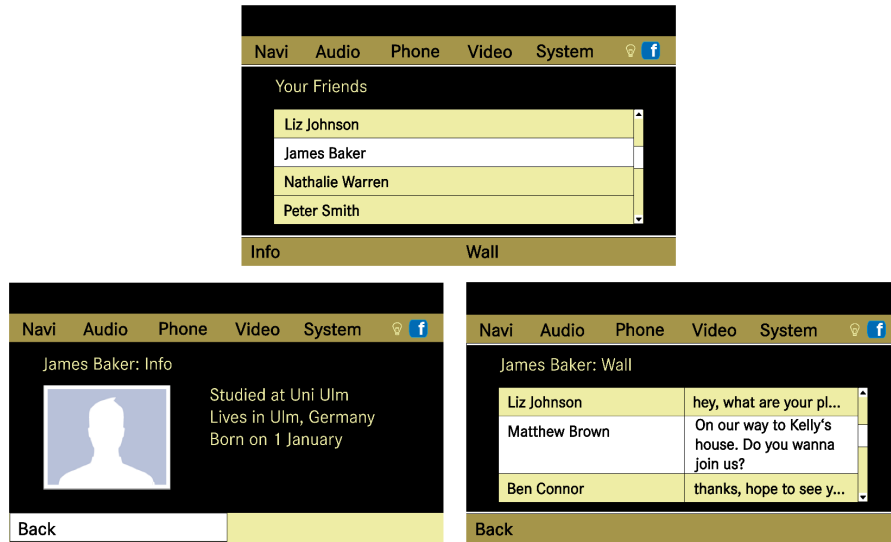 Navi Audio Phone Video System f
Your Friends
Liz Johnson
James Baker
Nathalie Warren
Peter Smith
Info Wall
Navi Audio Phone Video System f
James Baker: Info
Studied at Uni Ulm
Lives in Ulm, Germany
Born on 1 January
Back
Navi Audio Phone Video System f
James Baker: Wall
Liz Johnson hey, what are your pl...
Matthew Brown On our way to Kelly‘s
house. Do you wanna
join us?
Ben Connor thanks, hope to see y...
Back